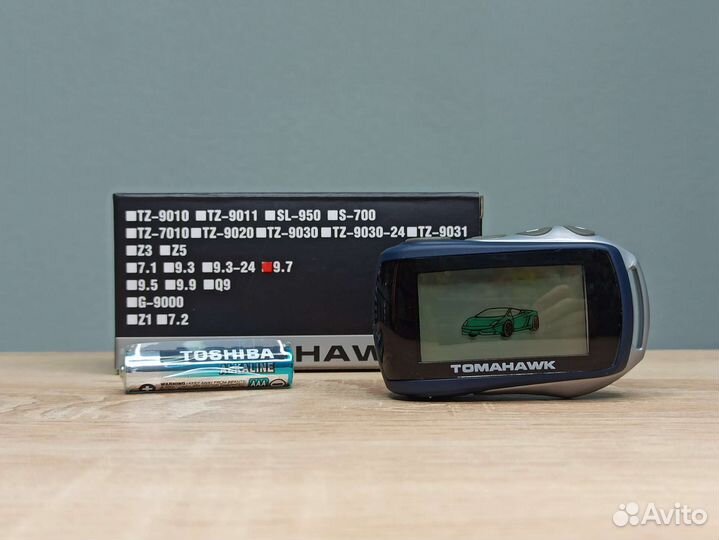 ■TZ-9010 ■TZ-9011 ■SL-950 ■S-700
■TZ-7010■TZ-9020■TZ-9030■TZ-9030-24■TZ-9031
■Z3 ■Z5
■7.1 ■9.3 ■9.3-24 ■9.7
■9.5 ■9.9 ■Q9
■G-9000
■Z1■7.2
HAWK
TOSHIBA
ALKALINE
WARNING
AAA
TOMAHAWK
Avito